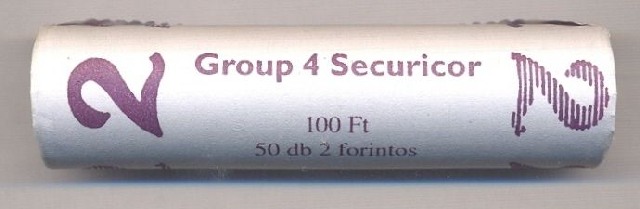 2
Group 4 Securicor
2
100 Ft
50 db 2 forintos